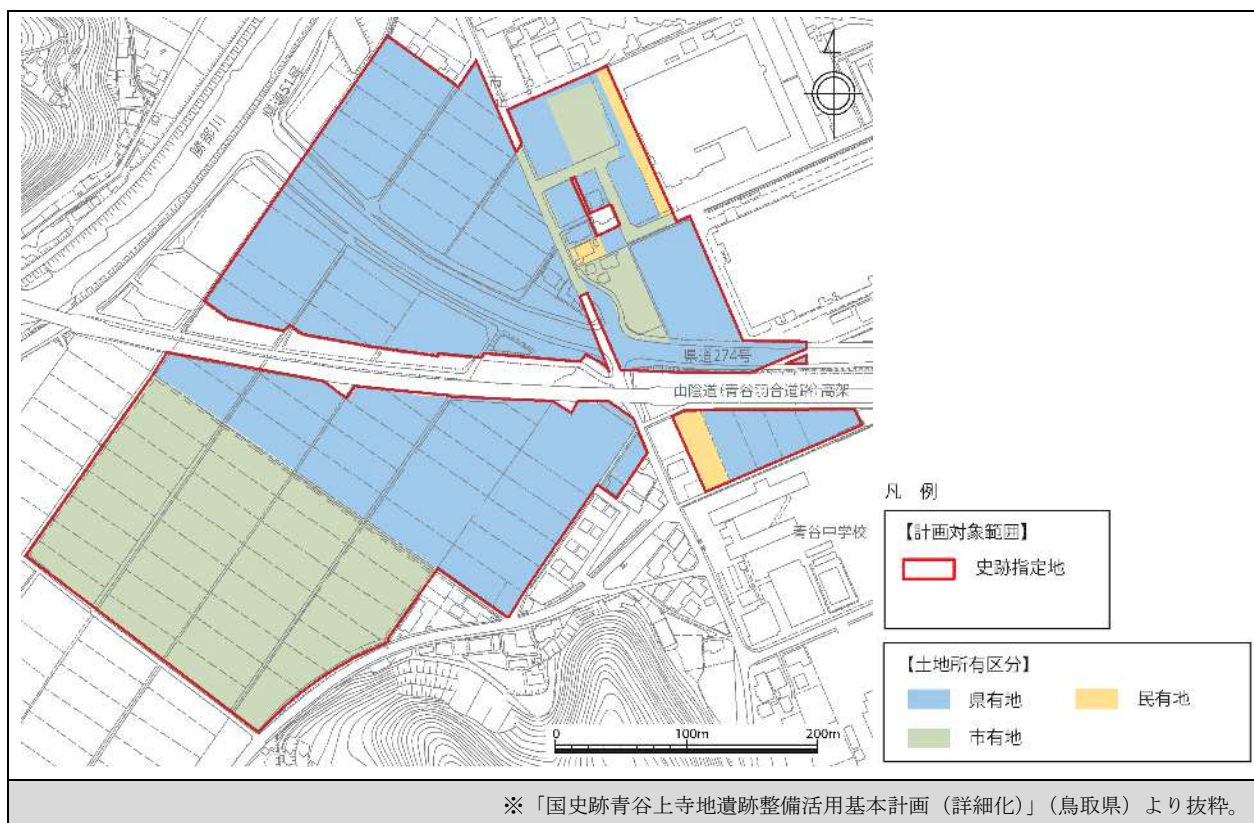 県道51号
勝部川
県道274号
山陰道(青谷羽合道路)高架
青谷中学校
凡 例
【計画対象範囲】
史跡指定地
【土地所有区分】
県有地
民有地
市有地
0 100m 200m
※「国史跡青谷上寺地遺跡整備活用基本計画(詳細化)」(鳥取県)より抜粋。